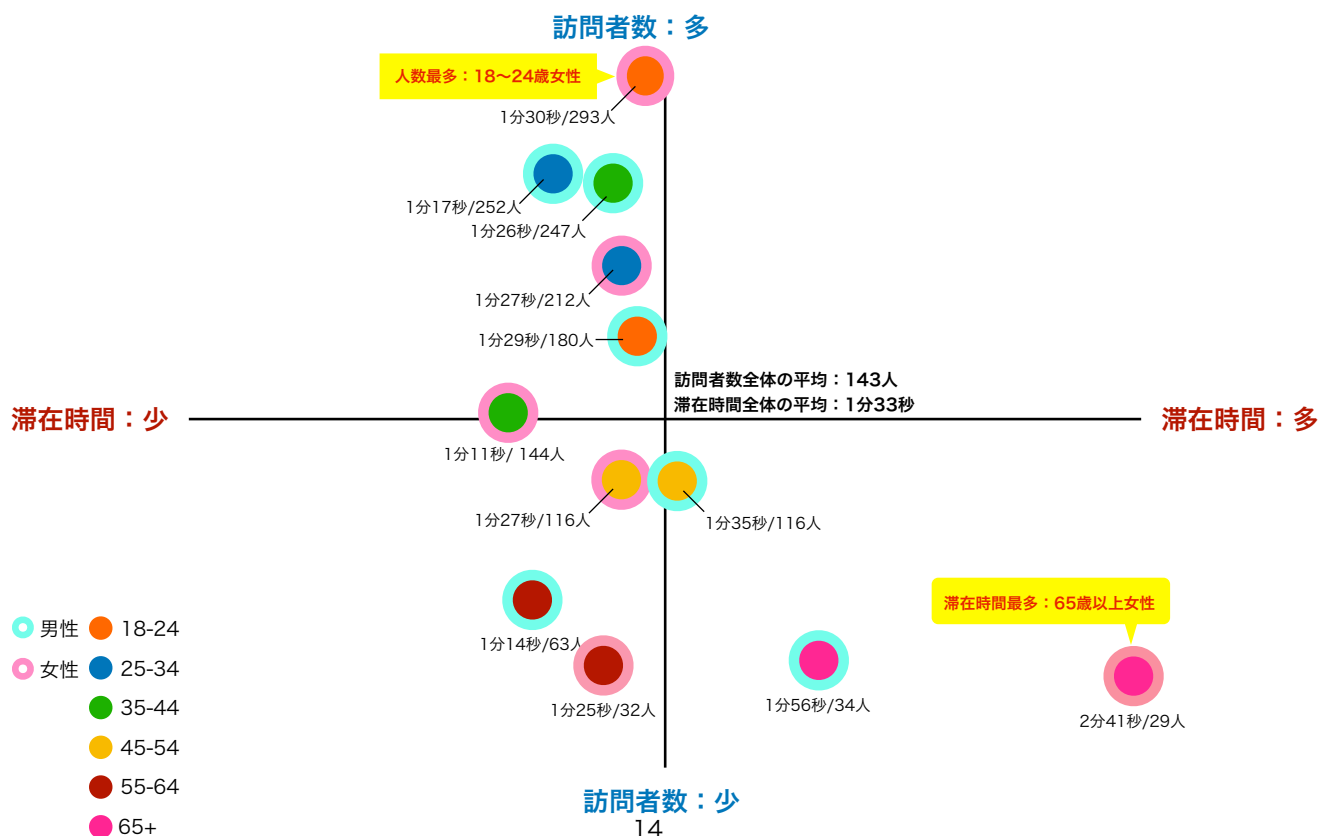 訪問者数：多
人数最多：18〜24歳女性
1分30秒/293人
1分17秒/252人
1分26秒/247人
1分27秒/212人
1分29秒/180人
訪問者数全体の平均：143人
滞在時間全体の平均：1分33秒
滞在時間：少
滞在時間：多
1分11秒/ 144人
1分27秒/116人
1分35秒/116人
滞在時間最多：65歳以上女性
1分14秒/63人
1分25秒/32人
1分56秒/34人
2分41秒/29人
男性 18-24
女性 25-34
35-44
45-54
55-64
65+
訪問者数：少
14